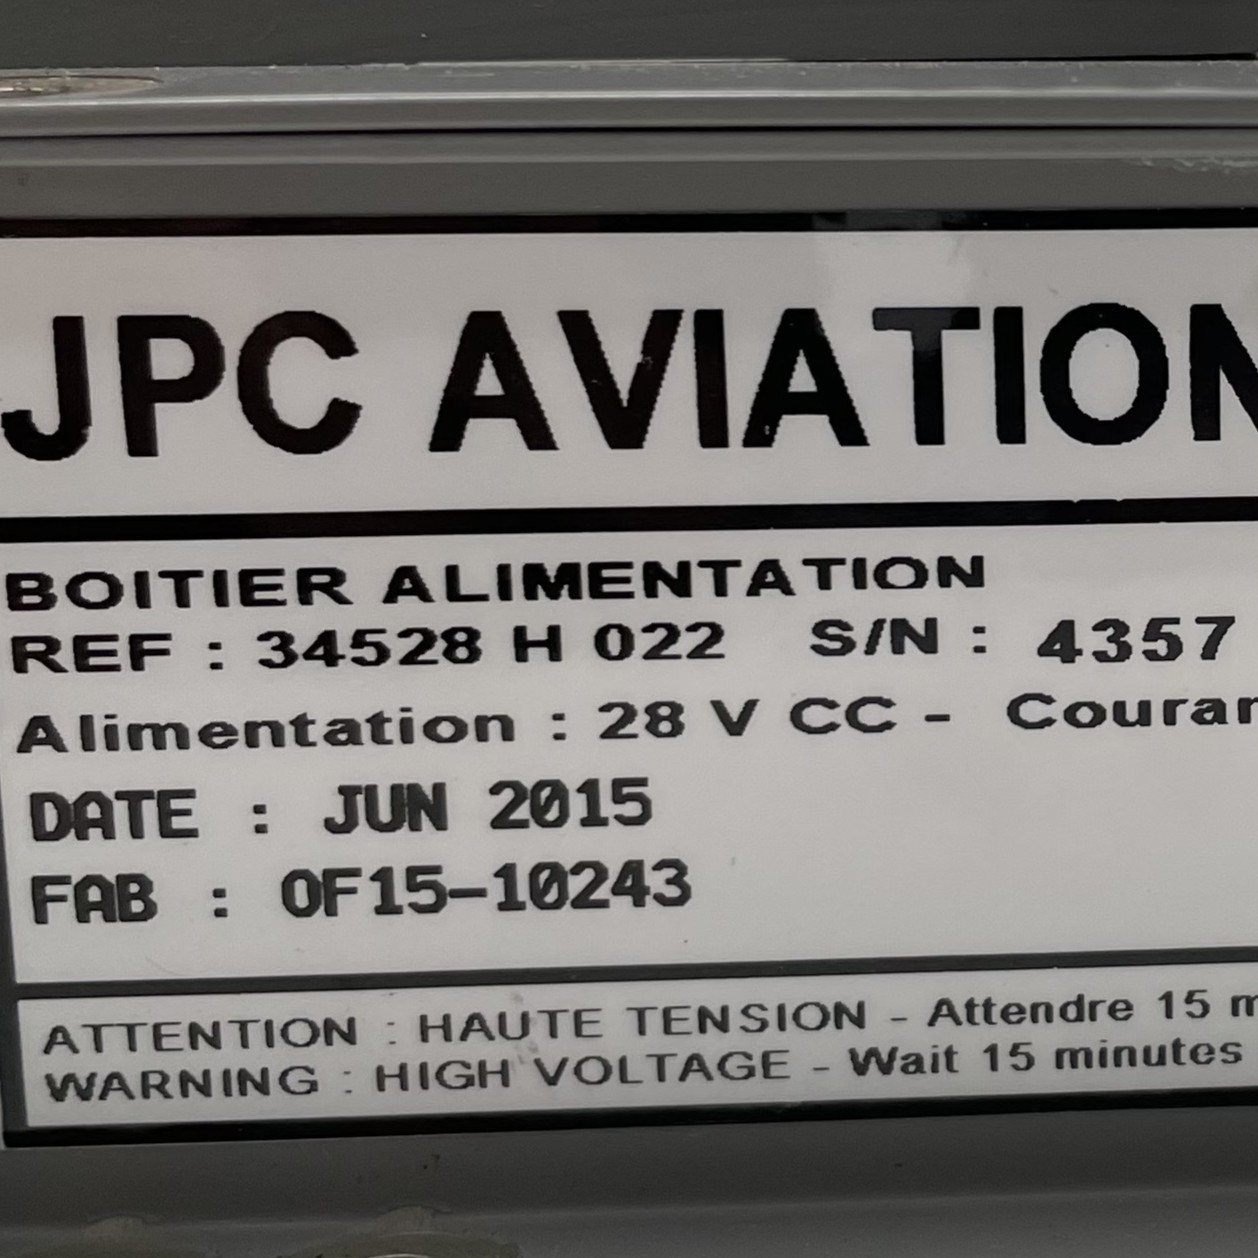 JPC AVIATION
BOITIER ALIMENTATION
REF : 34528 H 022 S/N : 4357
Alimentation : 28 V CC - Couran
DATE : JUN 2015
FAB : OF15-10243
ATTENTION : HAUTE TENSION - Attendre 15 m
WARNING : HIGH VOLTAGE - Wait 15 minutes